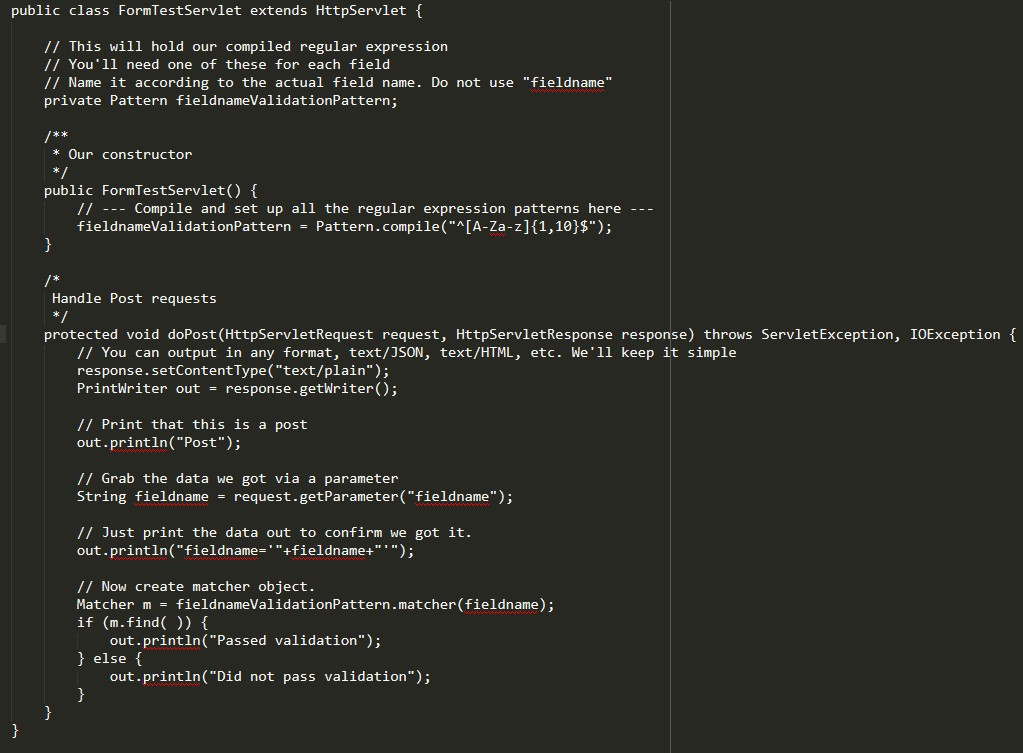 public class FormTestServlet extends HttpServlet {
// This will hold our compiled regular expression
// You'll need one of these for each field
// Name it according to the actual field name. Do not use "fieldname"
private Pattern fieldnameValidationPattern;
/**
* Our constructor
*/
public FormTestServlet() {
// --- Compile and set up all the regular expression patterns here ---
fieldnameValidationPattern = Pattern.compile("^[A-Za-z]{1,10}$");
}
/*
Handle Post requests
*/
protected void doPost(HttpServletRequest request, HttpServletResponse response) throws ServletException, IOException {
// You can output in any format, text/JSON, text/HTML, etc. We'll keep it simple
response.setContentType("text/plain");
PrintWriter out = response.getWriter();
// Print that this is a post
out.println("Post");
// Grab the data we got via a parameter
String fieldname = request.getParameter("fieldname");
// Just print the data out to confirm we got it.
out.println("fieldname='"+fieldname+"'");
// Now create matcher object.
Matcher m = fieldnameValidationPattern.matcher(fieldname);
if (m.find( )) {
out.println("Passed validation");
} else {
out.println("Did not pass validation");
}
}
}